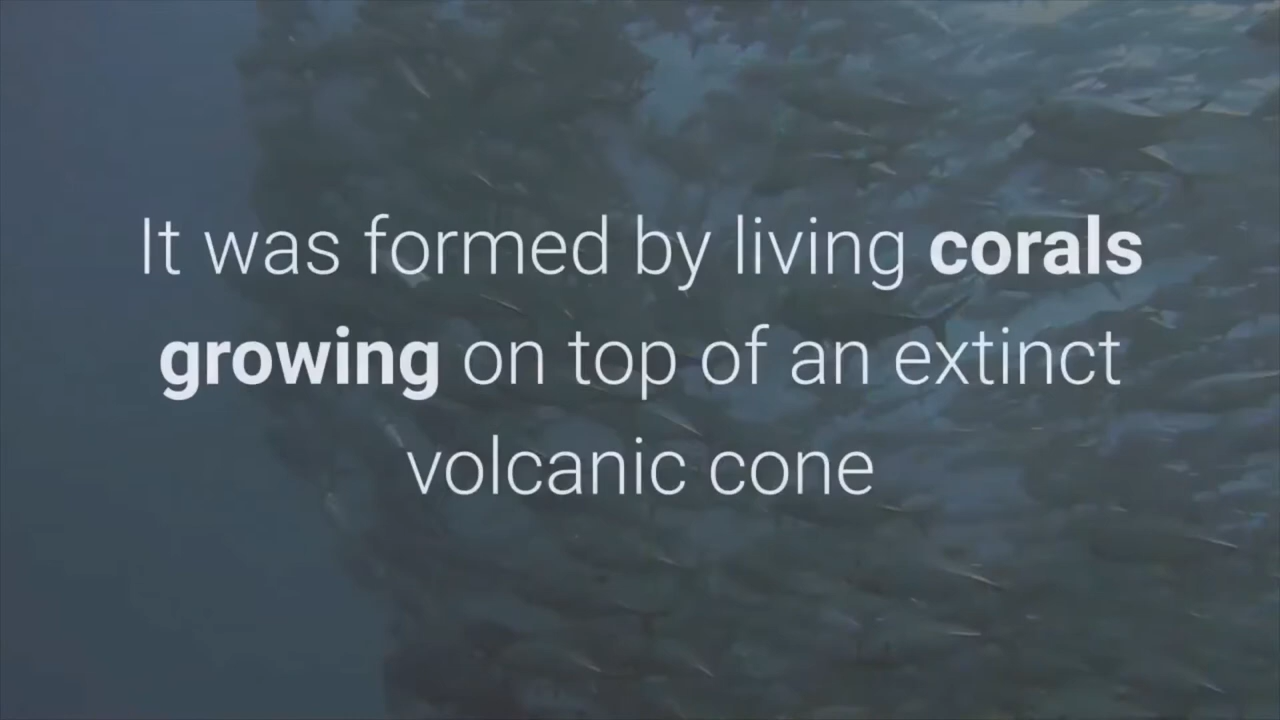 It was formed by living corals
growing on top of an extinct
volcanic cone